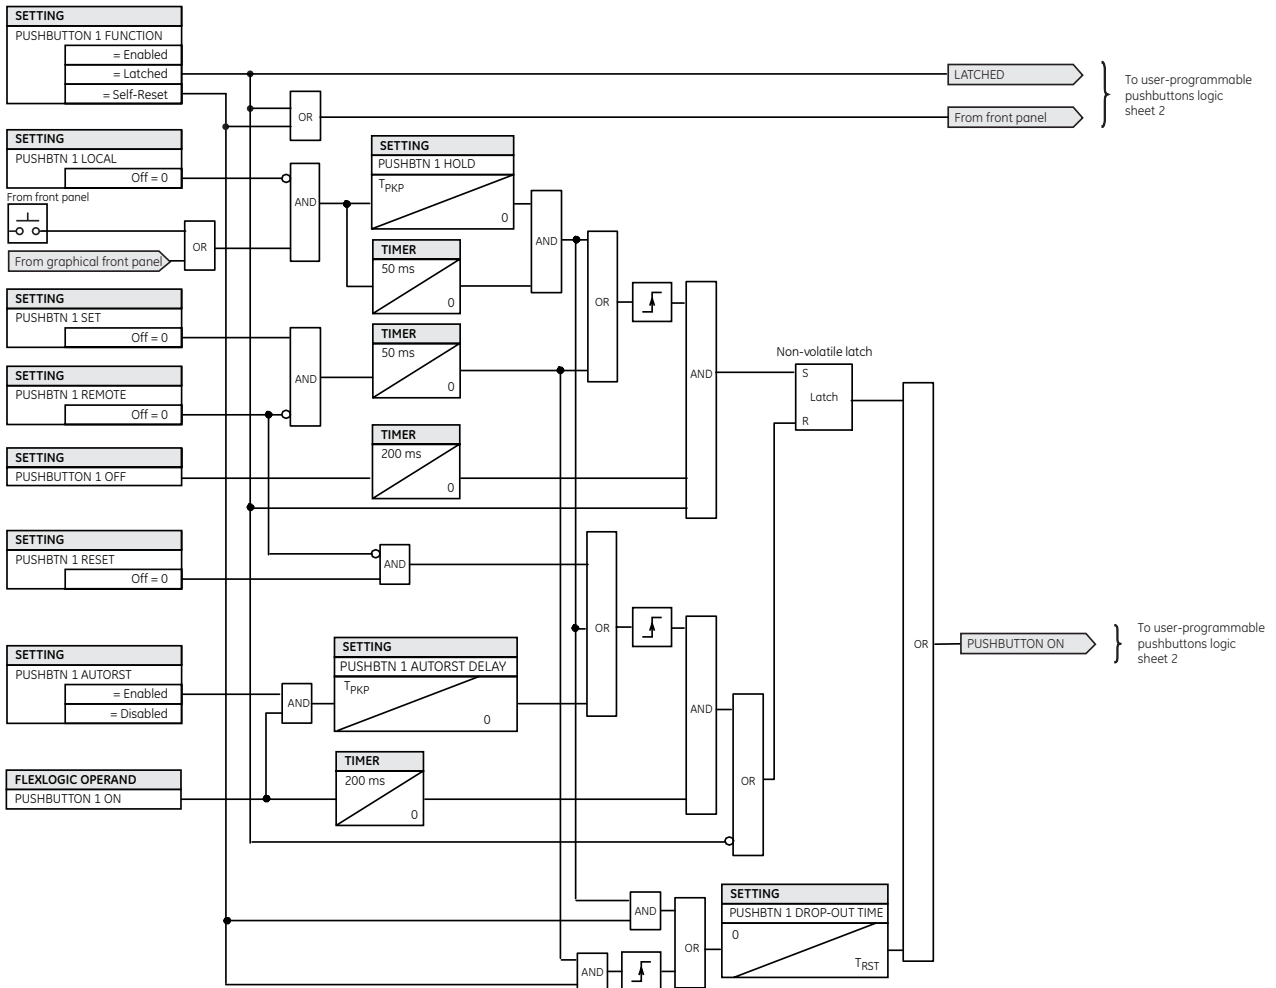 SETTING
PUSHBUTTON 1 FUNCTION
= Enabled
= Latched
= Self-Reset
LATCHED
From front panel
To user-programmable
pushbuttons logic
sheet 2
OR
SETTING
PUSHBTN 1 LOCAL
Off = 0
From front panel
OR
From graphical front panel
AND
SETTING
PUSHBTN 1 HOLD
TPKP
0
TIMER
50 ms
0
AND
OR
SETTING
PUSHBTN 1 SET
Off = 0
SETTING
PUSHBTN 1 REMOTE
Off = 0
AND
TIMER
50 ms
0
AND
Non-volatile latch
S
Latch
R
SETTING
PUSHBUTTON 1 OFF
TIMER
200 ms
0
SETTING
PUSHBTN 1 RESET
Off = 0
AND
OR
SETTING
PUSHBTN 1 AUTORST
= Enabled
= Disabled
AND
SETTING
PUSHBTN 1 AUTORST DELAY
TPKP
0
AND
OR
PUSHBUTTON ON
To user-programmable
pushbuttons logic
sheet 2
FLEXLOGIC OPERAND
PUSHBUTTON 1 ON
TIMER
200 ms
0
OR
AND
AND
OR
SETTING
PUSHBTN 1 DROP-OUT TIME
0
TRST